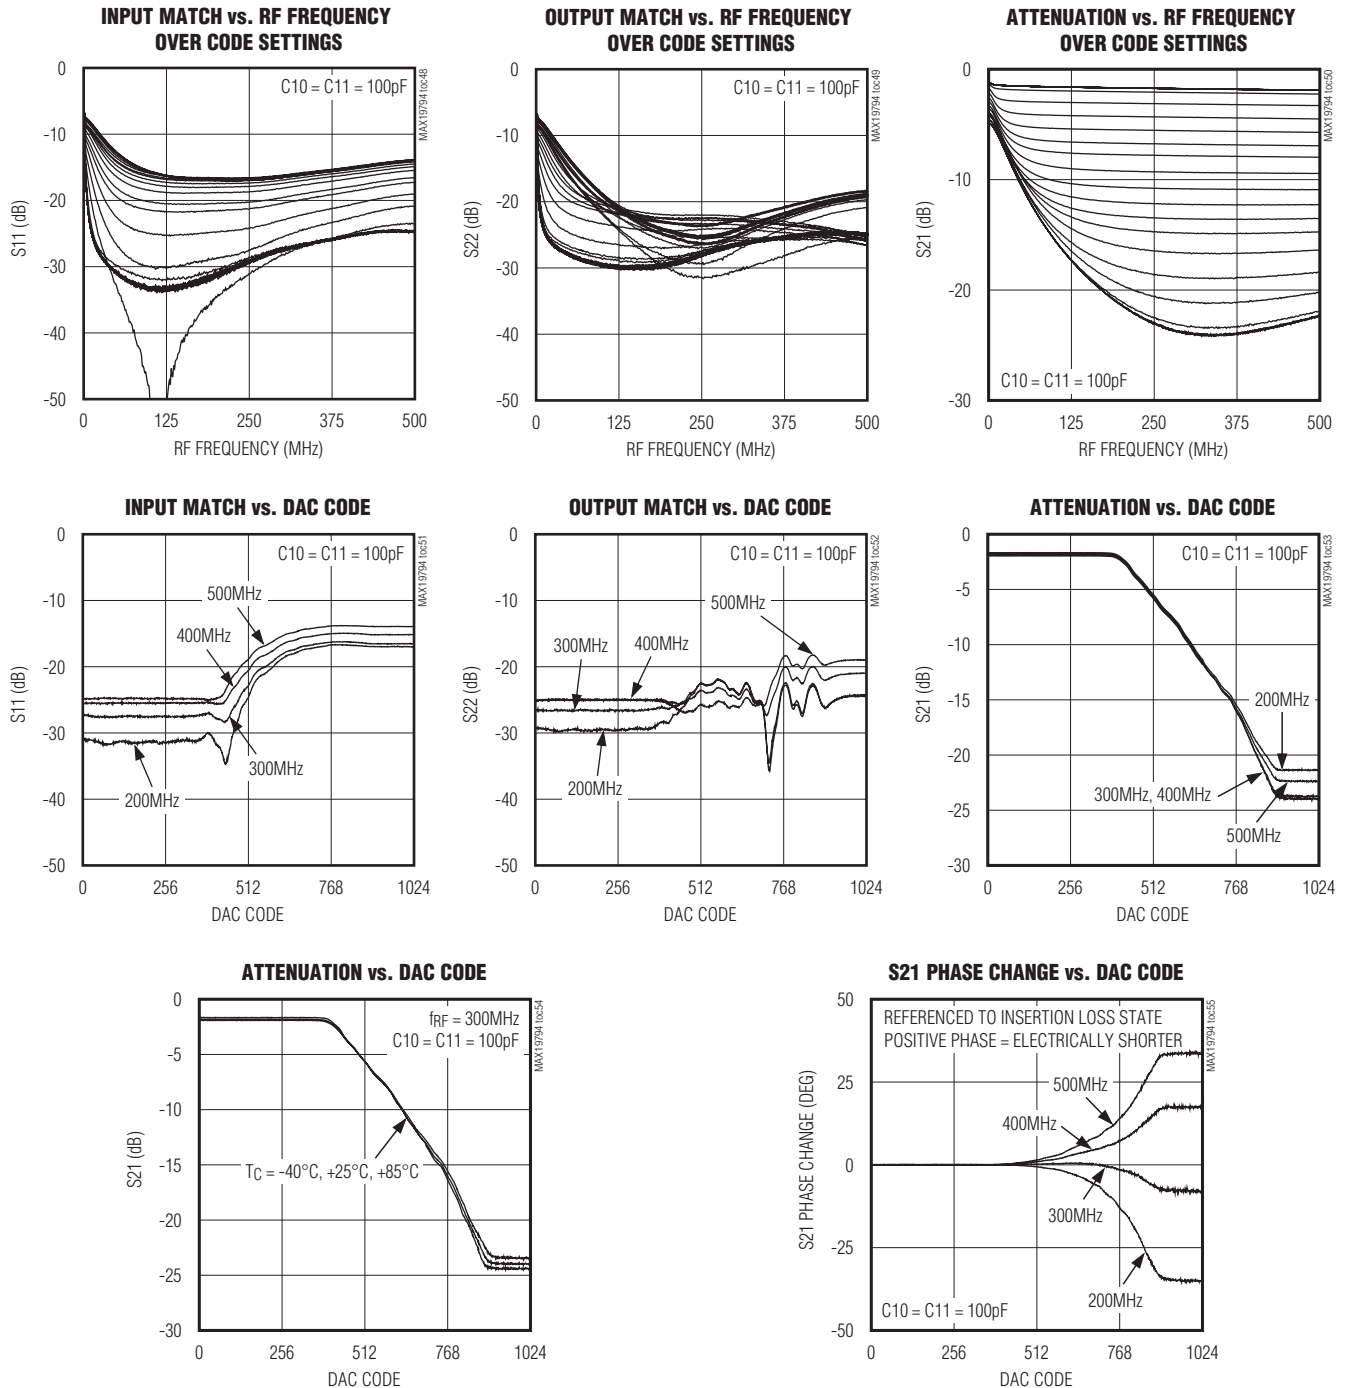 INPUT MATCH vs. RF FREQUENCY
OVER CODE SETTINGS
C10 = C11 = 100pF
MAX19794 toc48
S11 (dB)
0
-10
-20
-30
-40
-50
0
125
250
375
500
RF FREQUENCY (MHz)
OUTPUT MATCH vs. RF FREQUENCY
OVER CODE SETTINGS
C10 = C11 = 100pF
MAX19794 toc49
S22 (dB)
0
-10
-20
-30
-40
-50
0
125
250
375
500
RF FREQUENCY (MHz)
ATTENUATION vs. RF FREQUENCY
OVER CODE SETTINGS
MAX19794 toc50
S21 (dB)
0
-10
-20
-30
C10 = C11 = 100pF
0
125
250
375
500
RF FREQUENCY (MHz)
INPUT MATCH vs. DAC CODE
C10 = C11 = 100pF
MAX19794 toc51
S11 (dB)
0
-10
-20
-30
-40
-50
500MHz
400MHz
300MHz
200MHz
0
256
512
768
1024
DAC CODE
OUTPUT MATCH vs. DAC CODE
C10 = C11 = 100pF
MAX19794 toc52
S22 (dB)
0
-10
-20
-30
-40
-50
500MHz
300MHz
400MHz
200MHz
0
256
512
768
1024
DAC CODE
ATTENUATION vs. DAC CODE
C10 = C11 = 100pF
MAX19794 toc53
S21 (dB)
0
-5
-10
-15
-20
-25
-30
200MHz
300MHz, 400MHz
500MHz
0
256
512
768
1024
DAC CODE
ATTENUATION vs. DAC CODE
fRF = 300MHz
C10 = C11 = 100pF
MAX19794 toc54
S21 (dB)
0
-5
-10
-15
-20
-25
-30
TC = -40°C, +25°C, +85°C
0
256
512
768
1024
DAC CODE
S21 PHASE CHANGE vs. DAC CODE
REFERENCED TO INSERTION LOSS STATE
POSITIVE PHASE = ELECTRICALLY SHORTER
MAX19794 toc55
S21 PHASE CHANGE (DEG)
50
25
0
-25
-50
500MHz
400MHz
300MHz
200MHz
C10 = C11 = 100pF
0
256
512
768
1024
DAC CODE